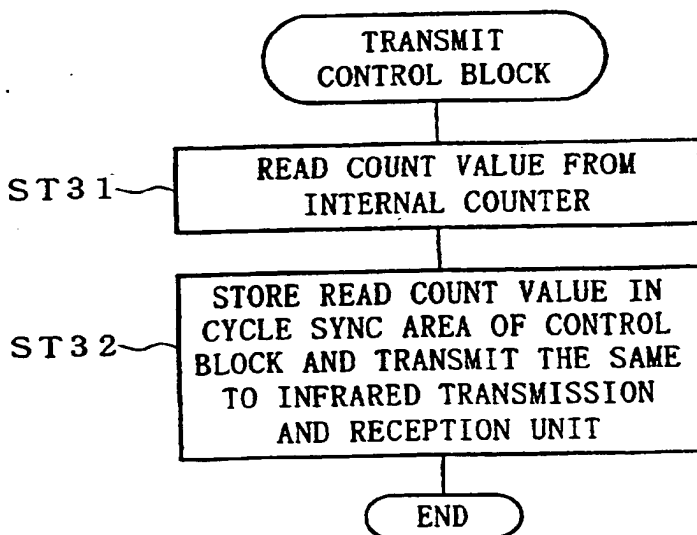 TRANSMIT
CONTROL BLOCK
ST31
READ COUNT VALUE FROM
INTERNAL COUNTER
ST32
STORE READ COUNT VALUE IN
CYCLE SYNC AREA OF CONTROL
BLOCK AND TRANSMIT THE SAME
TO INFRARED TRANSMISSION
AND RECEPTION UNIT
END